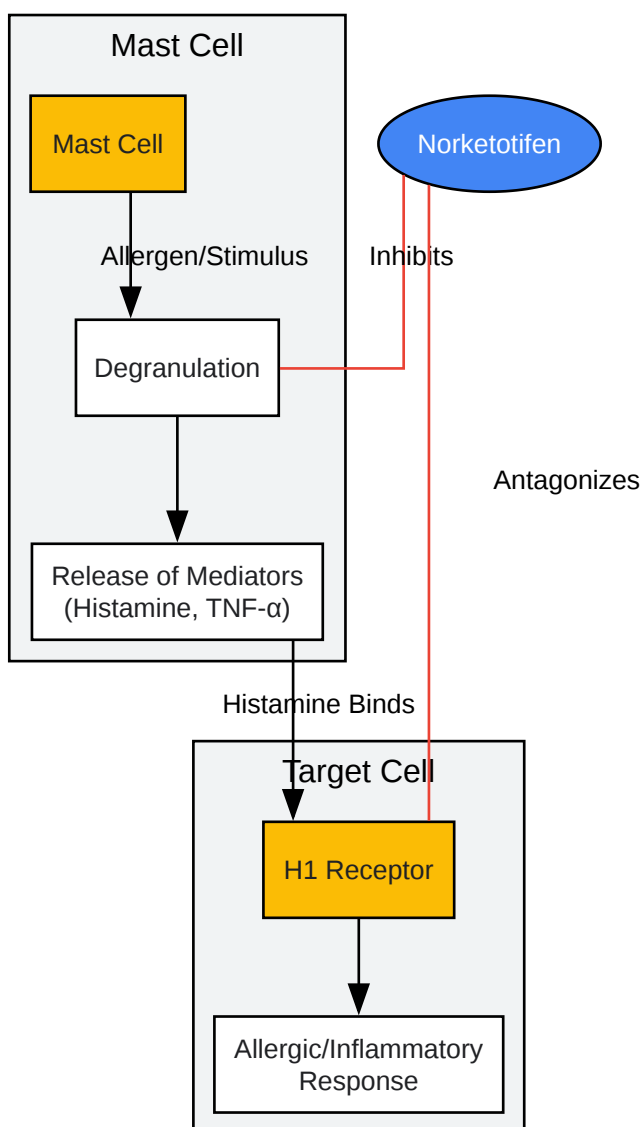 Mast Cell
Mast Cell
Norketotifen
Allergen/Stimulus
Inhibits
Degranulation
Antagonizes
Release of Mediators
(Histamine, TNF-α)
Histamine Binds
Target Cell
H1 Receptor
Allergic/Inflammatory
Response